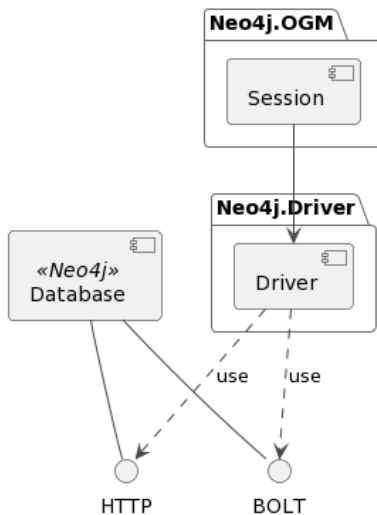 Neo4j.OGM
Session
Neo4j.Driver
«Neo4j»
Database
Driver
use
use
HTTP
BOLT